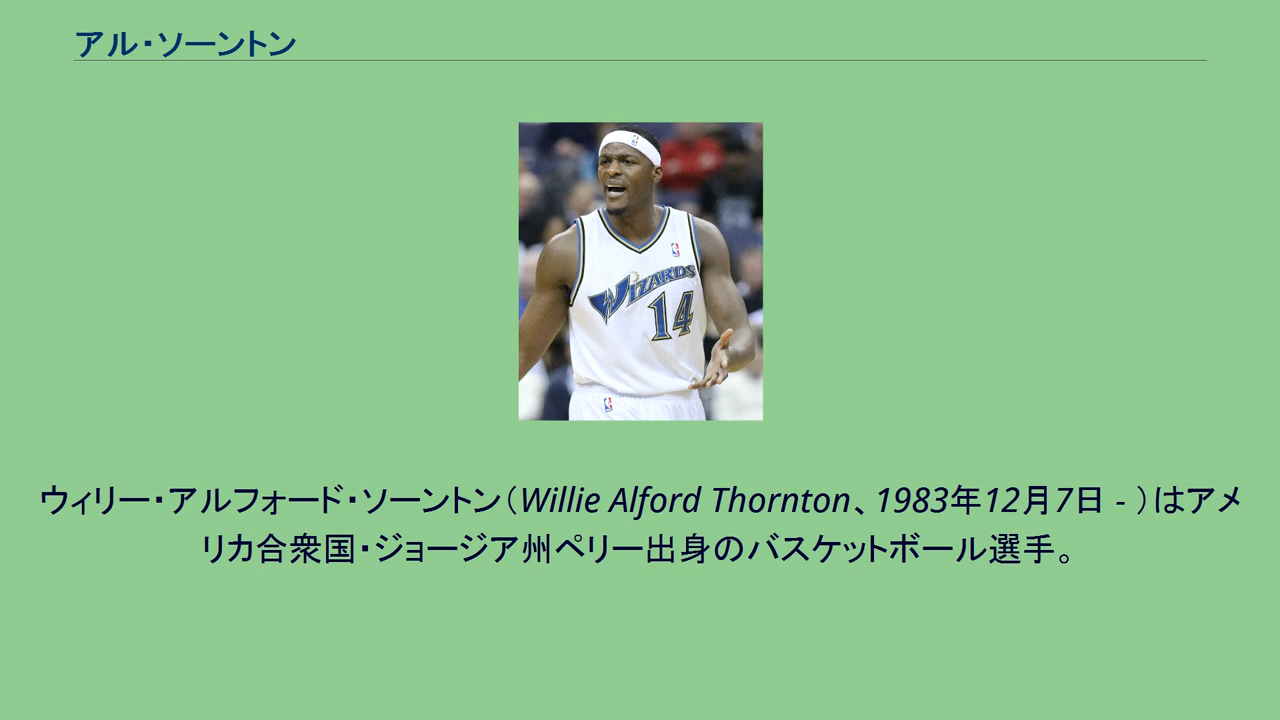 アル・ソーントン
WIZARDS
14
ウィリー・アルフォード・ソーントン（Willie Alford Thornton、1983年12月7日 - ）はアメ
リカ合衆国・ジョージア州ペリー出身のバスケットボール選手。